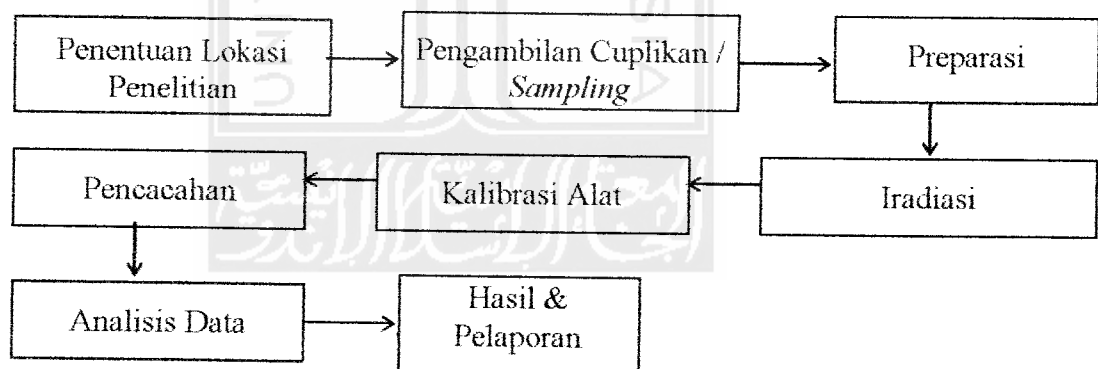 Penentuan Lokasi
Penelitian
Pengambilan Cuplikan /
Sampling
Preparasi
Iradiasi
Kalibrasi Alat
Pencacahan
Analisis Data
Hasil &
Pelaporan